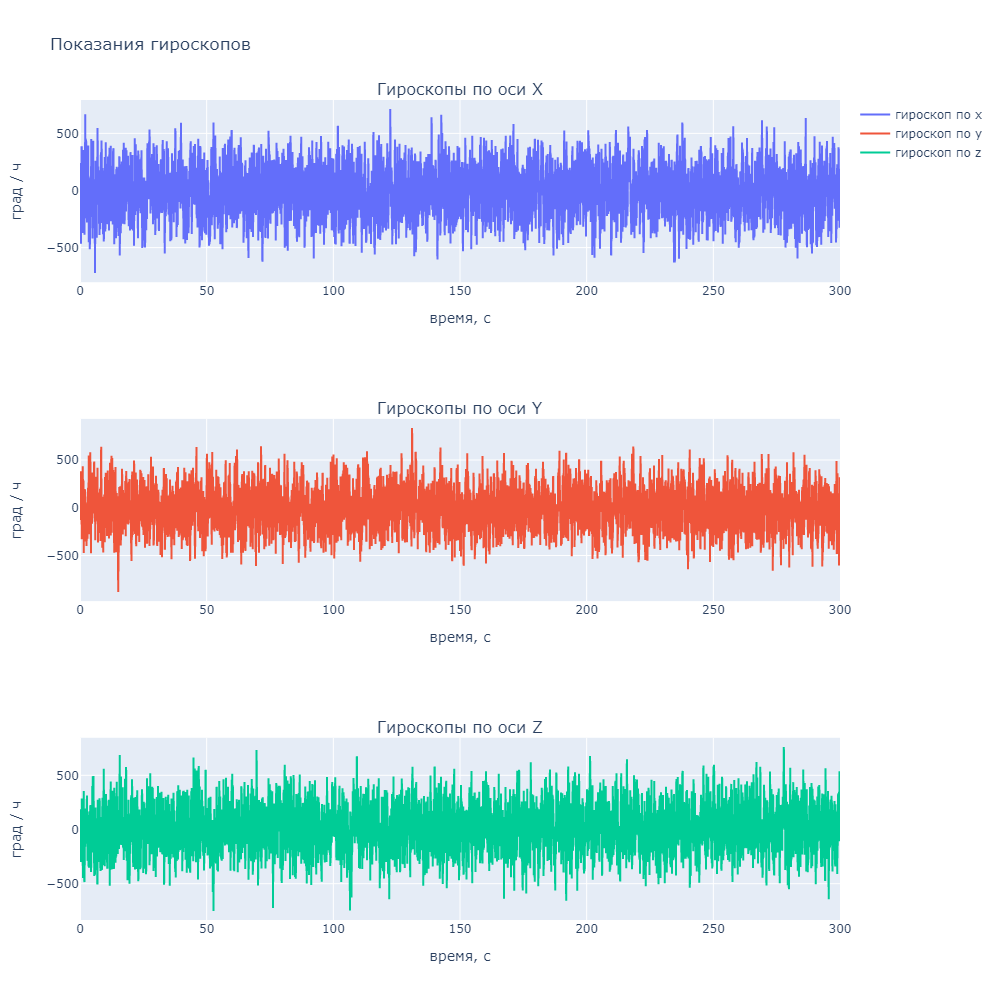 Показания гироскопов
Гироскопы по оси X
гироскоп по x
гироскоп по y
гироскоп по z
град / ч
500
0
−500
0 50 100 150 200 250 300
время, с
Гироскопы по оси Y
град / ч
500
0
−500
0 50 100 150 200 250 300
время, с
Гироскопы по оси Z
град / ч
500
0
−500
0 50 100 150 200 250 300
время, с